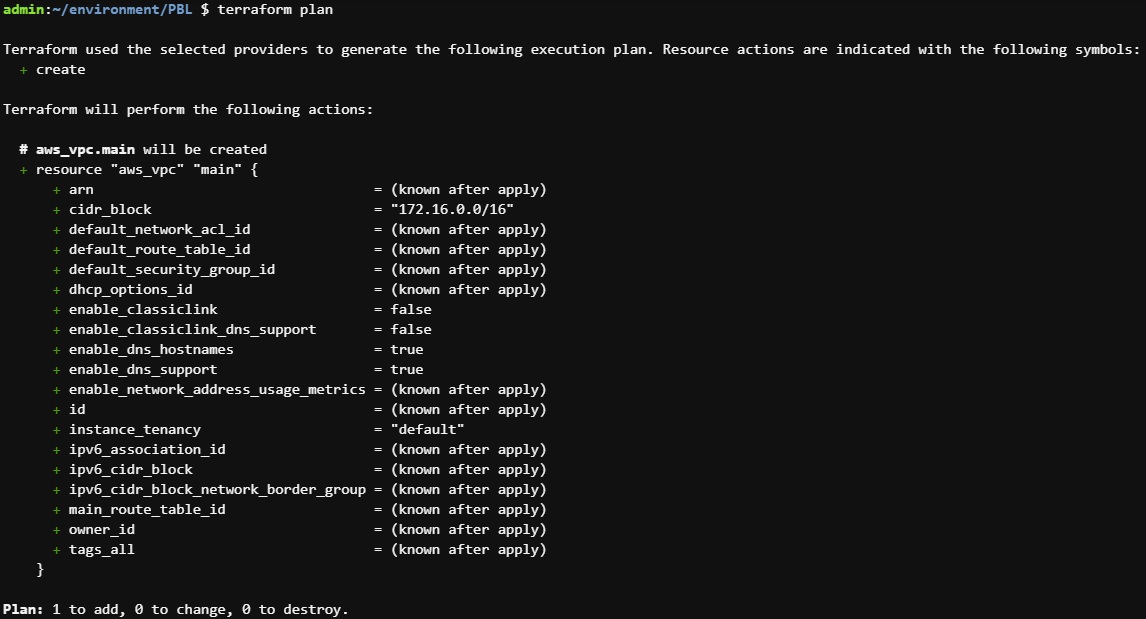 admin:~/environment/PBL $ terraform plan
Terraform used the selected providers to generate the following execution plan. Resource actions are indicated with the following symbols:
  + create
Terraform will perform the following actions:
  # aws_vpc.main will be created
  + resource "aws_vpc" "main" {
      + arn                                  = (known after apply)
      + cidr_block                           = "172.16.0.0/16"
      + default_network_acl_id               = (known after apply)
      + default_route_table_id               = (known after apply)
      + default_security_group_id            = (known after apply)
      + dhcp_options_id                      = (known after apply)
      + enable_classiclink                   = false
      + enable_classiclink_dns_support       = false
      + enable_dns_hostnames                 = true
      + enable_dns_support                   = true
      + enable_network_address_usage_metrics = (known after apply)
      + id                                   = (known after apply)
      + instance_tenancy                     = "default"
      + ipv6_association_id                  = (known after apply)
      + ipv6_cidr_block                      = (known after apply)
      + ipv6_cidr_block_network_border_group = (known after apply)
      + main_route_table_id                  = (known after apply)
      + owner_id                             = (known after apply)
      + tags_all                             = (known after apply)
    }
Plan: 1 to add, 0 to change, 0 to destroy.